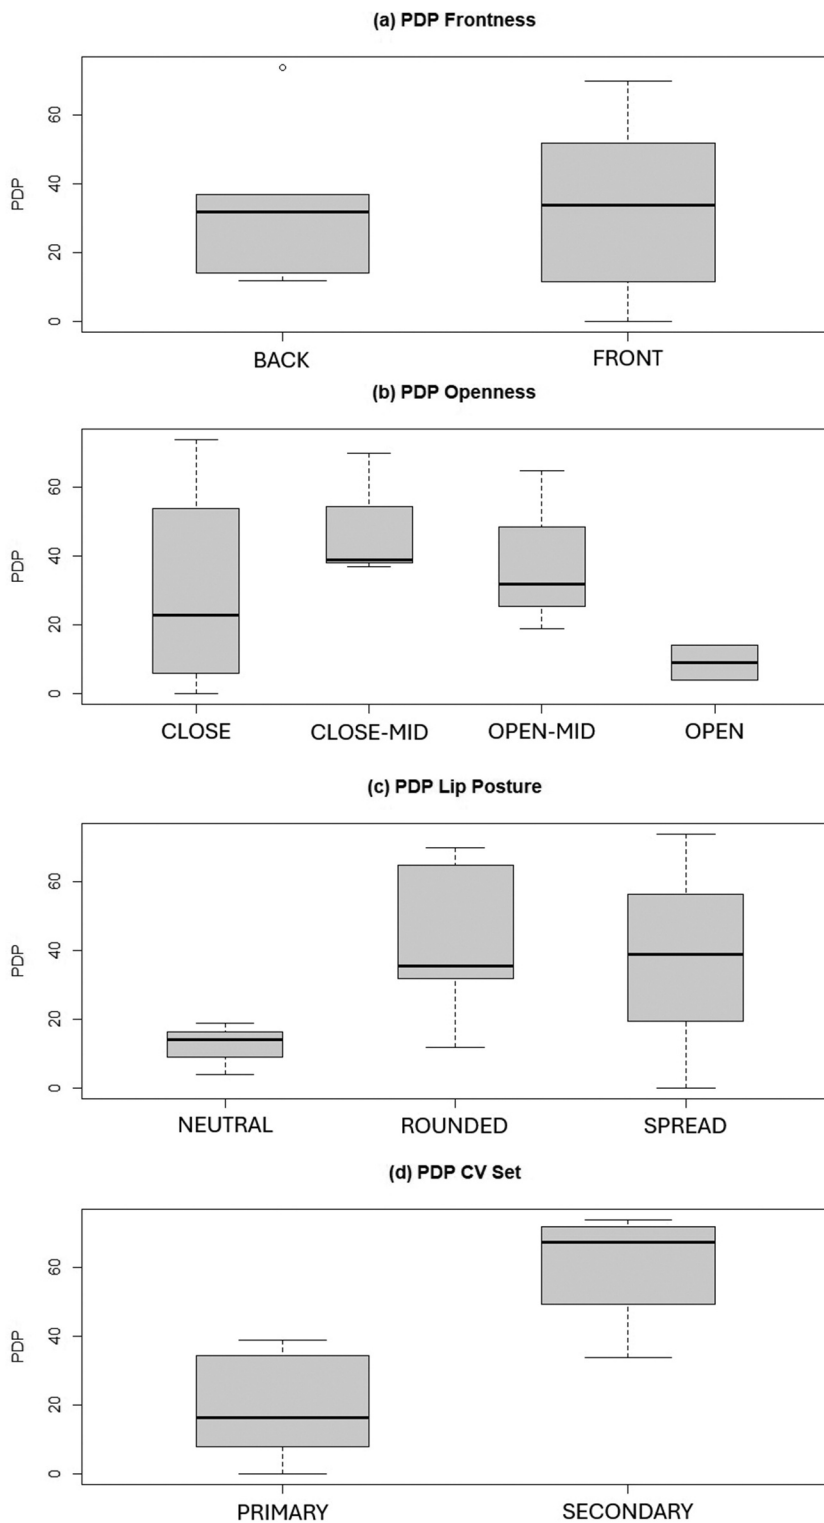 (a) PDP Frontness
60
40
20
0
PDP
BACK FRONT
(b) PDP Openness
60
40
20
0
PDP
CLOSE CLOSE-MID OPEN-MID OPEN
(c) PDP Lip Posture
60
40
20
0
PDP
NEUTRAL ROUNDED SPREAD
(d) PDP CV Set
60
40
20
0
PDP
PRIMARY SECONDARY